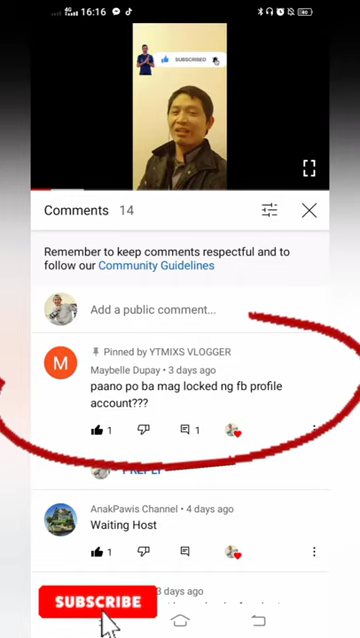 16:16
SUBSCRIBED
Comments 14
Remember to keep comments respectful and to
follow our Community Guidelines
Add a public comment...
M
Pinned by YTMIXS VLOGGER
Maybelle Dupay • 3 days ago
paano po ba mag locked ng fb profile
account???
1
1
1 REPLY
AnakPawis Channel • 4 days ago
Waiting Host
1
3 days ago
SUBSCRIBE